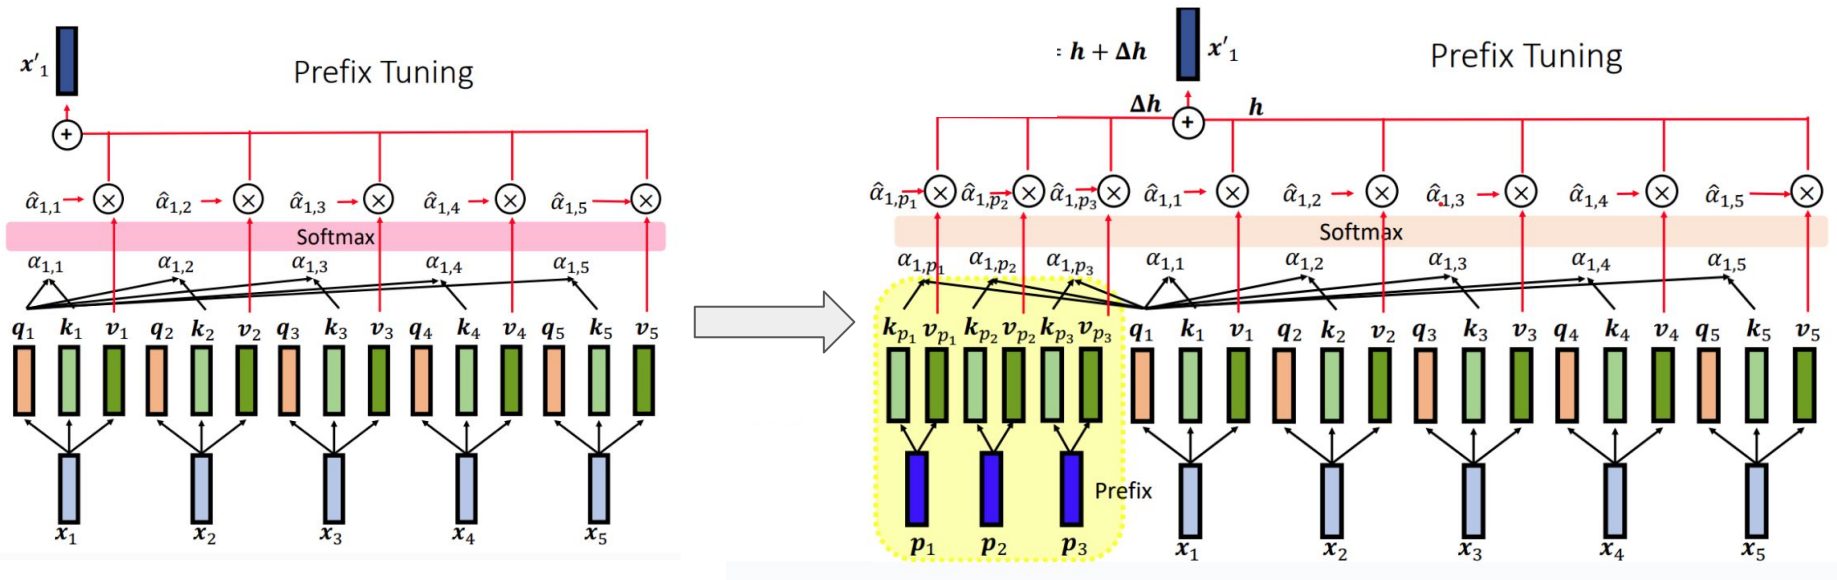 x'₁
Prefix Tuning
+
α̂₁,₁ × α̂₁,₂ × α̂₁,₃ × α̂₁,₄ × α̂₁,₅ ×
Softmax
α₁,₁ α₁,₂ α₁,₃ α₁,₄ α₁,₅
q₁ k₁ v₁ q₂ k₂ v₂ q₃ k₃ v₃ q₄ k₄ v₄ q₅ k₅ v₅
x₁ x₂ x₃ x₄ x₅
= h + Δh x'₁
Prefix Tuning
Δh + h
α̂₁,ₚ₁ × α̂₁,ₚ₂ × α̂₁,ₚ₃ × α̂₁,₁ × α̂₁,₂ × α̂₁,₃ × α̂₁,₄ × α̂₁,₅ ×
Softmax
α₁,ₚ₁ α₁,ₚ₂ α₁,ₚ₃ α₁,₁ α₁,₂ α₁,₃ α₁,₄ α₁,₅
kₚ₁ vₚ₁ kₚ₂ vₚ₂ kₚ₃ vₚ₃ q₁ k₁ v₁ q₂ k₂ v₂ q₃ k₃ v₃ q₄ k₄ v₄ q₅ k₅ v₅
Prefix
p₁ p₂ p₃ x₁ x₂ x₃ x₄ x₅